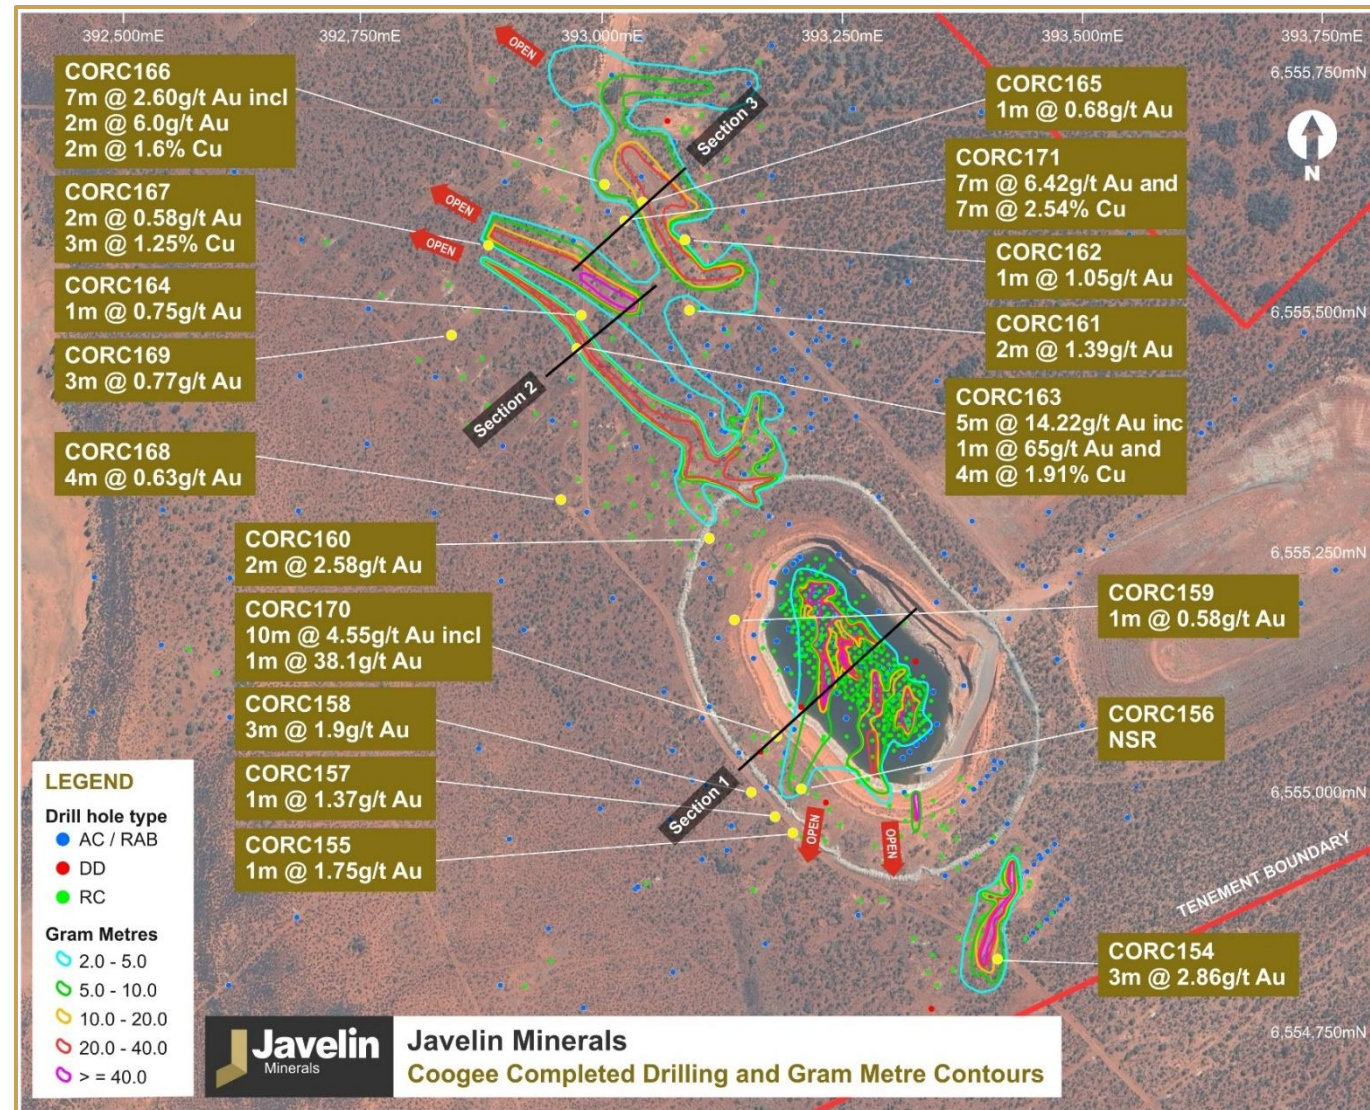 392,500mE
392,750mE
393,000mE
393,250mE
393,500mE
393,750mE
6,555,750mN
6,555,500mN
6,555,250mN
6,555,000mN
6,554,750mN
N
OPEN
OPEN
OPEN
OPEN
OPEN
Section 3
Section 2
Section 1
CORC166
7m @ 2.60g/t Au incl
2m @ 6.0g/t Au
2m @ 1.6% Cu
CORC167
2m @ 0.58g/t Au
3m @ 1.25% Cu
CORC164
1m @ 0.75g/t Au
CORC169
3m @ 0.77g/t Au
CORC168
4m @ 0.63g/t Au
CORC160
2m @ 2.58g/t Au
CORC170
10m @ 4.55g/t Au incl
1m @ 38.1g/t Au
CORC158
3m @ 1.9g/t Au
CORC157
1m @ 1.37g/t Au
CORC155
1m @ 1.75g/t Au
CORC165
1m @ 0.68g/t Au
CORC171
7m @ 6.42g/t Au and
7m @ 2.54% Cu
CORC162
1m @ 1.05g/t Au
CORC161
2m @ 1.39g/t Au
CORC163
5m @ 14.22g/t Au inc
1m @ 65g/t Au and
4m @ 1.91% Cu
CORC159
1m @ 0.58g/t Au
CORC156
NSR
TENEMENT BOUNDARY
CORC154
3m @ 2.86g/t Au
LEGEND
Drill hole type
AC / RAB
DD
RC
Gram Metres
2.0 - 5.0
5.0 - 10.0
10.0 - 20.0
20.0 - 40.0
> = 40.0
Javelin
Minerals
Javelin Minerals
Coogee Completed Drilling and Gram Metre Contours